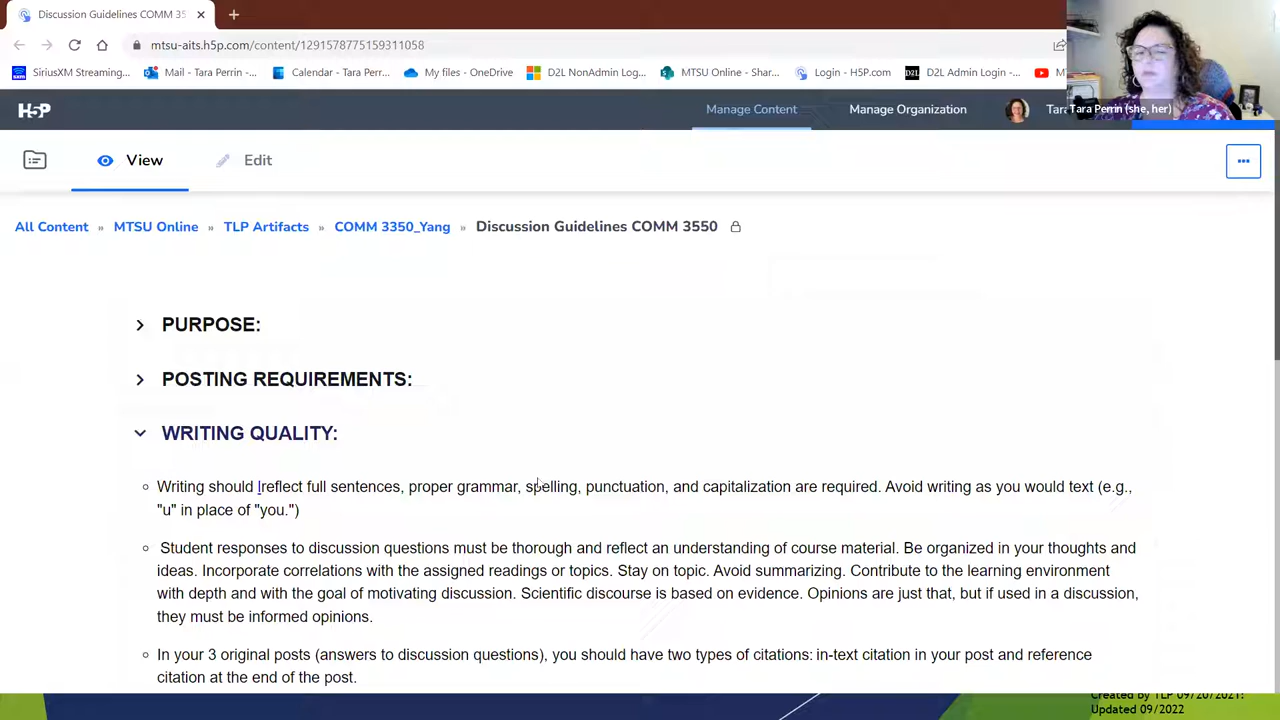 Discussion Guidelines COMM 35
mtsu-aits.h5p.com/content/1291578775159311058
SiriusXM Streaming... Mail - Tara Perrin -... Calendar - Tara Perr... My files - OneDrive D2L NonAdmin Log... MTSU Online - Shar... Login - H5P.com D2L D2L Admin Login -... M
H5P Manage Content Manage Organization Tara Tara Perrin (she, her)
View Edit
All Content » MTSU Online » TLP Artifacts » COMM 3350_Yang » Discussion Guidelines COMM 3550
PURPOSE:
POSTING REQUIREMENTS:
WRITING QUALITY:
Writing should lreflect full sentences, proper grammar, spelling, punctuation, and capitalization are required. Avoid writing as you would text (e.g.,
"u" in place of "you.")
Student responses to discussion questions must be thorough and reflect an understanding of course material. Be organized in your thoughts and
ideas. Incorporate correlations with the assigned readings or topics. Stay on topic. Avoid summarizing. Contribute to the learning environment
with depth and with the goal of motivating discussion. Scientific discourse is based on evidence. Opinions are just that, but if used in a discussion,
they must be informed opinions.
In your 3 original posts (answers to discussion questions), you should have two types of citations: in-text citation in your post and reference
citation at the end of the post.
Created by TLP 09/20/2021:
Updated 09/2022